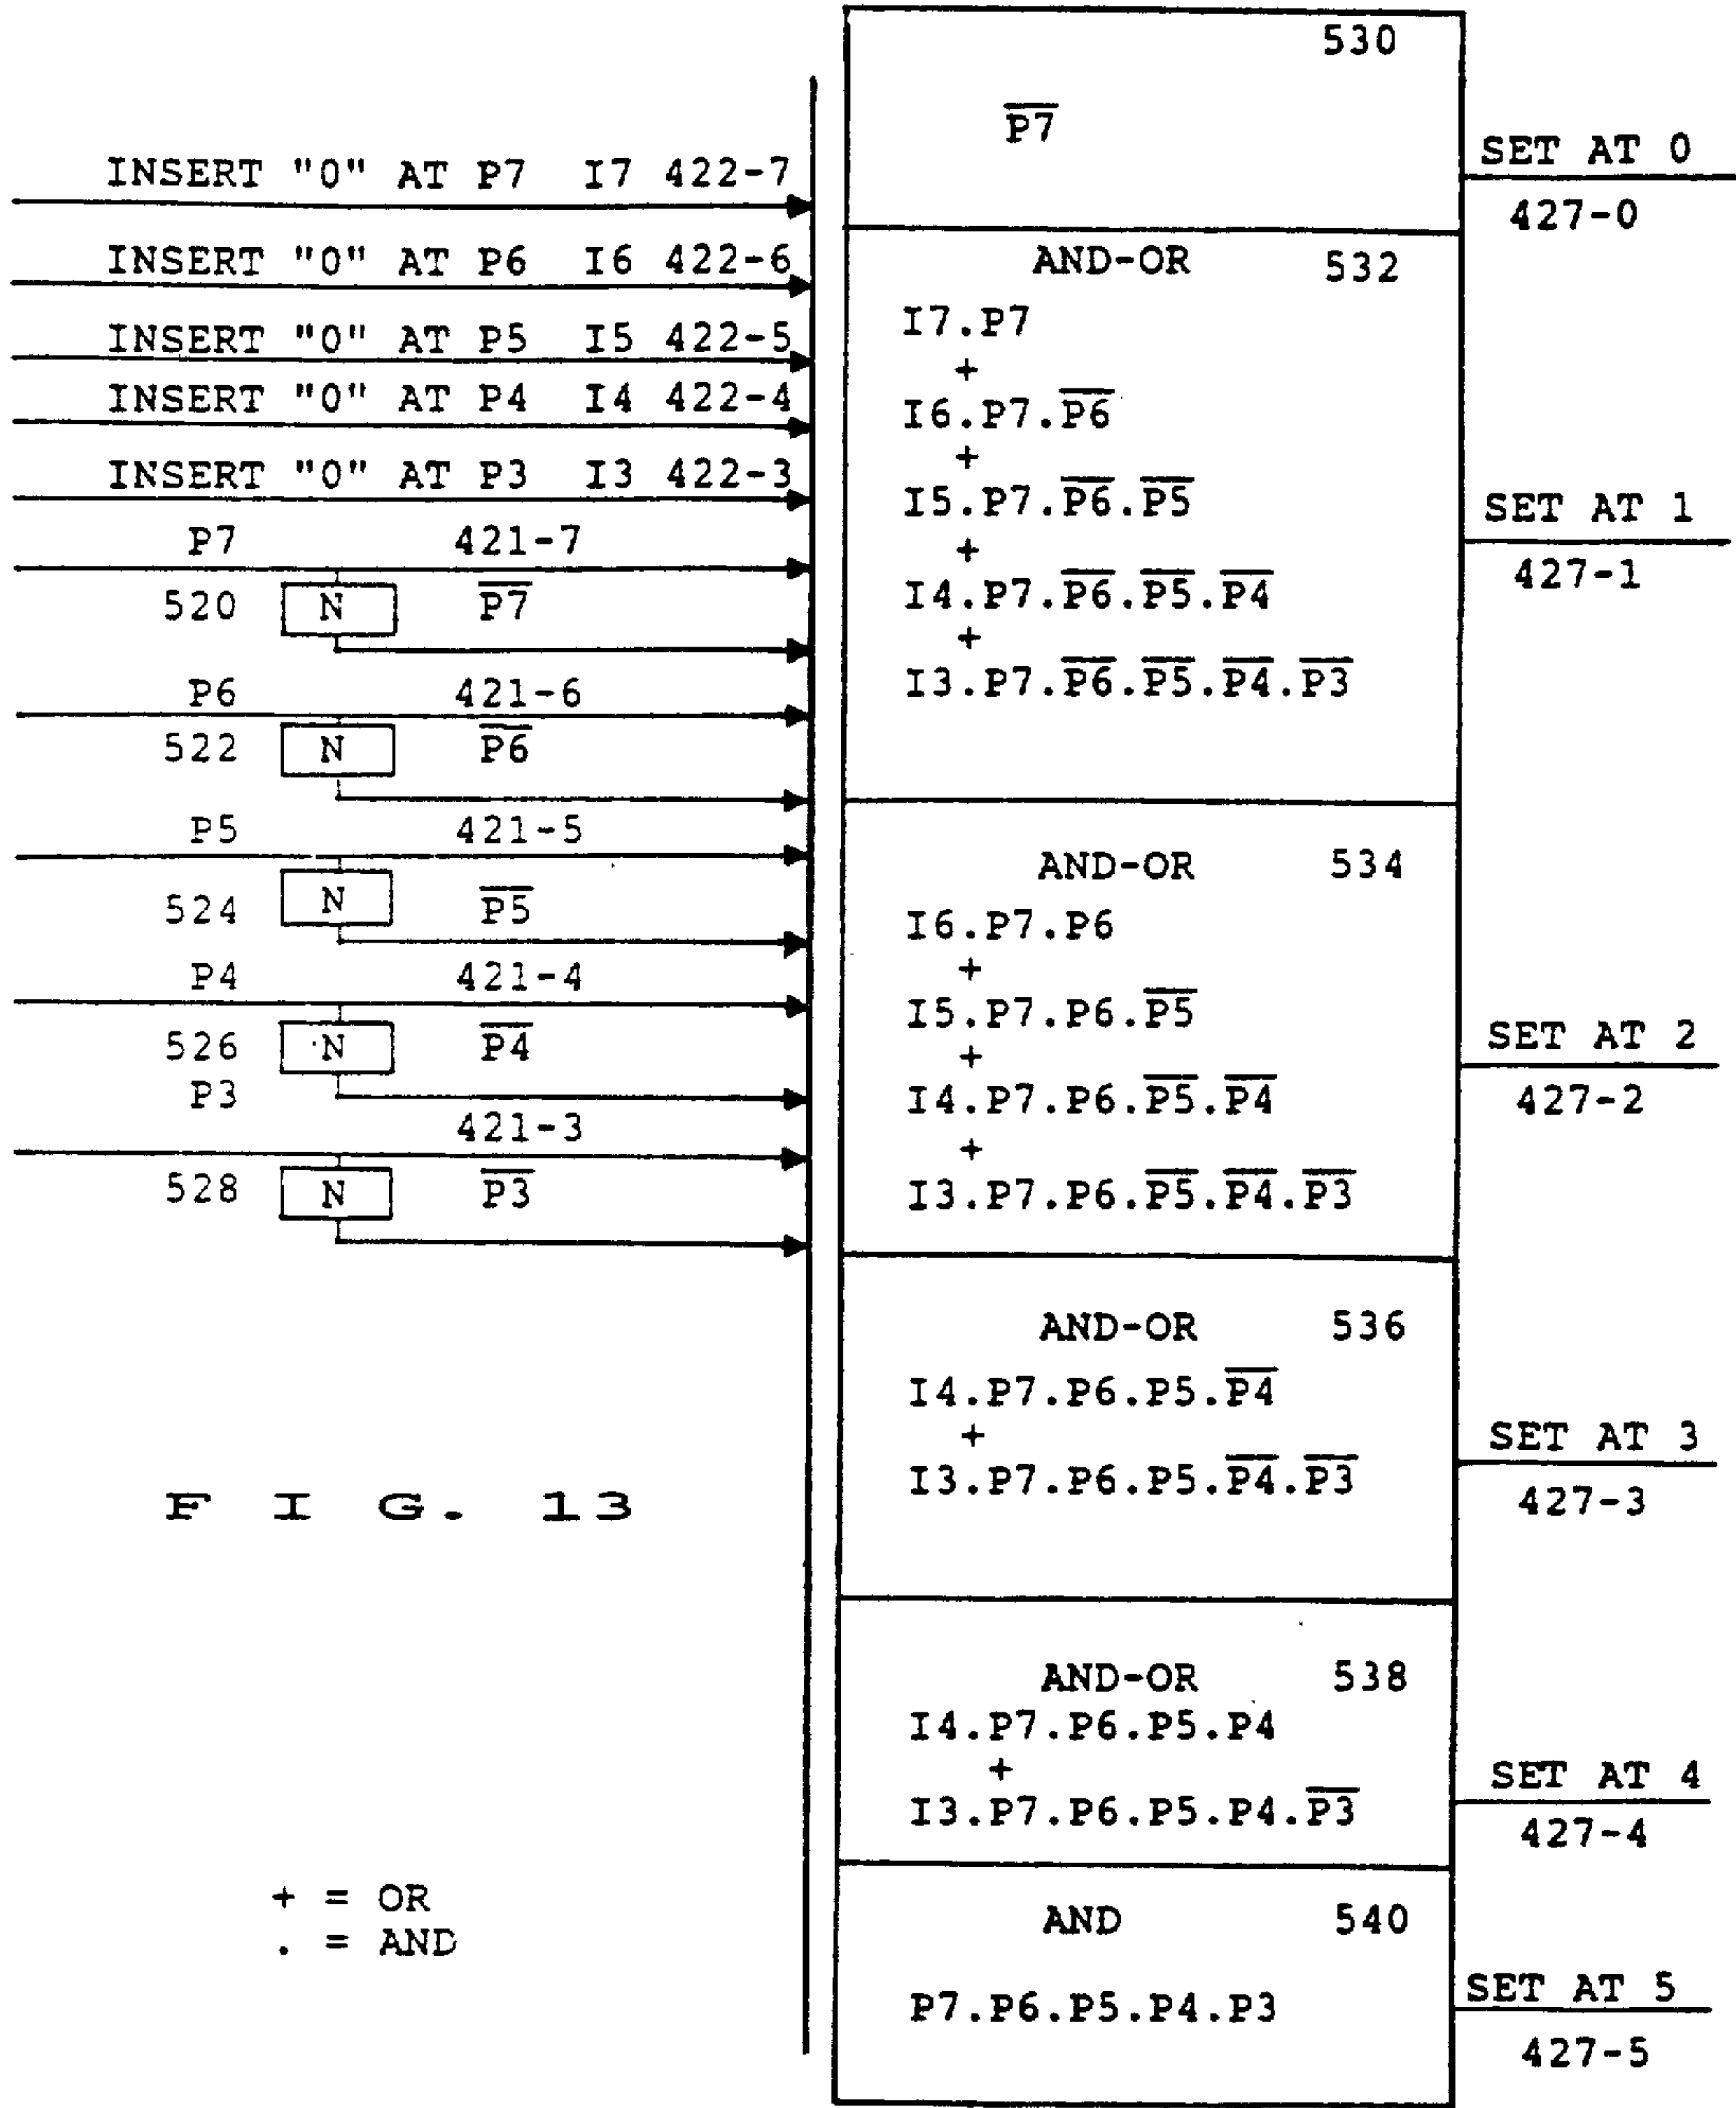 INSERT "0" AT P7 I7 422-7
INSERT "0" AT P6 I6 422-6
INSERT "0" AT P5 I5 422-5
INSERT "0" AT P4 I4 422-4
INSERT "0" AT P3 I3 422-3
P7 421-7
520 N P̅7̅
P6 421-6
522 N P̅6̅
P5 421-5
524 N P̅5̅
P4 421-4
526 N P̅4̅
P3
421-3
528 N P̅3̅
F I G. 13
+ = OR
. = AND
530
P̅7̅
SET AT 0
427-0
AND-OR 532
I7.P7
+
I6.P7.P̅6̅
+
I5.P7.P̅6̅.P̅5̅
+
I4.P7.P̅6̅.P̅5̅.P̅4̅
+
I3.P7.P̅6̅.P̅5̅.P̅4̅.P̅3̅
SET AT 1
427-1
AND-OR 534
I6.P7.P6
+
I5.P7.P6.P̅5̅
+
I4.P7.P6.P̅5̅.P̅4̅
+
I3.P7.P6.P̅5̅.P̅4̅.P̅3̅
SET AT 2
427-2
AND-OR 536
I4.P7.P6.P5.P̅4̅
+
I3.P7.P6.P5.P̅4̅.P̅3̅
SET AT 3
427-3
AND-OR 538
I4.P7.P6.P5.P4
+
I3.P7.P6.P5.P4.P̅3̅
SET AT 4
427-4
AND 540
P7.P6.P5.P4.P3
SET AT 5
427-5